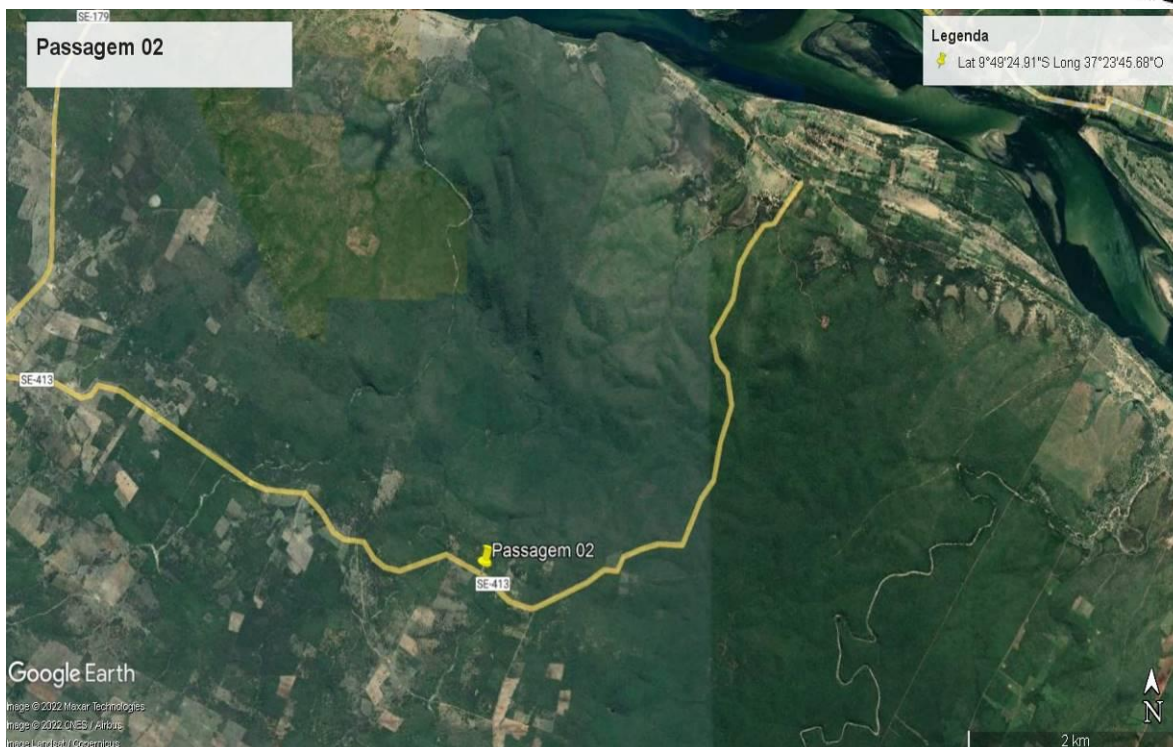 SE-179
Passagem 02
Legenda
Lat 9°49'24.91"S Long 37°23'45.68"O
SE-413
Passagem 02
SE-413
Google Earth
Image © 2022 Maxar Technologies
Image © 2022 CNES / Airbus
Image Landsat / Copernicus
N
2 km